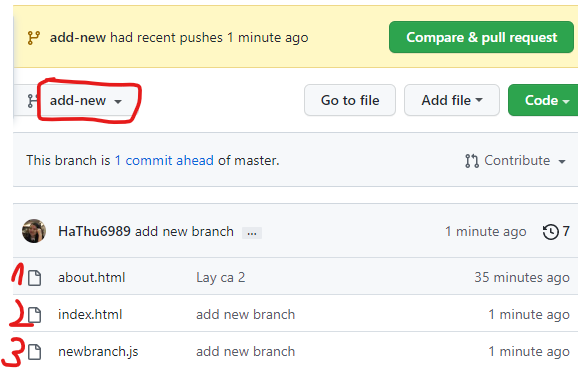 add-new had recent pushes 1 minute ago Compare & pull request
add-new Go to file Add file Code
This branch is 1 commit ahead of master. Contribute
HaThu6989 add new branch ... 1 minute ago 7
1 about.html Lay ca 2 35 minutes ago
2 index.html add new branch 1 minute ago
3 newbranch.js add new branch 1 minute ago